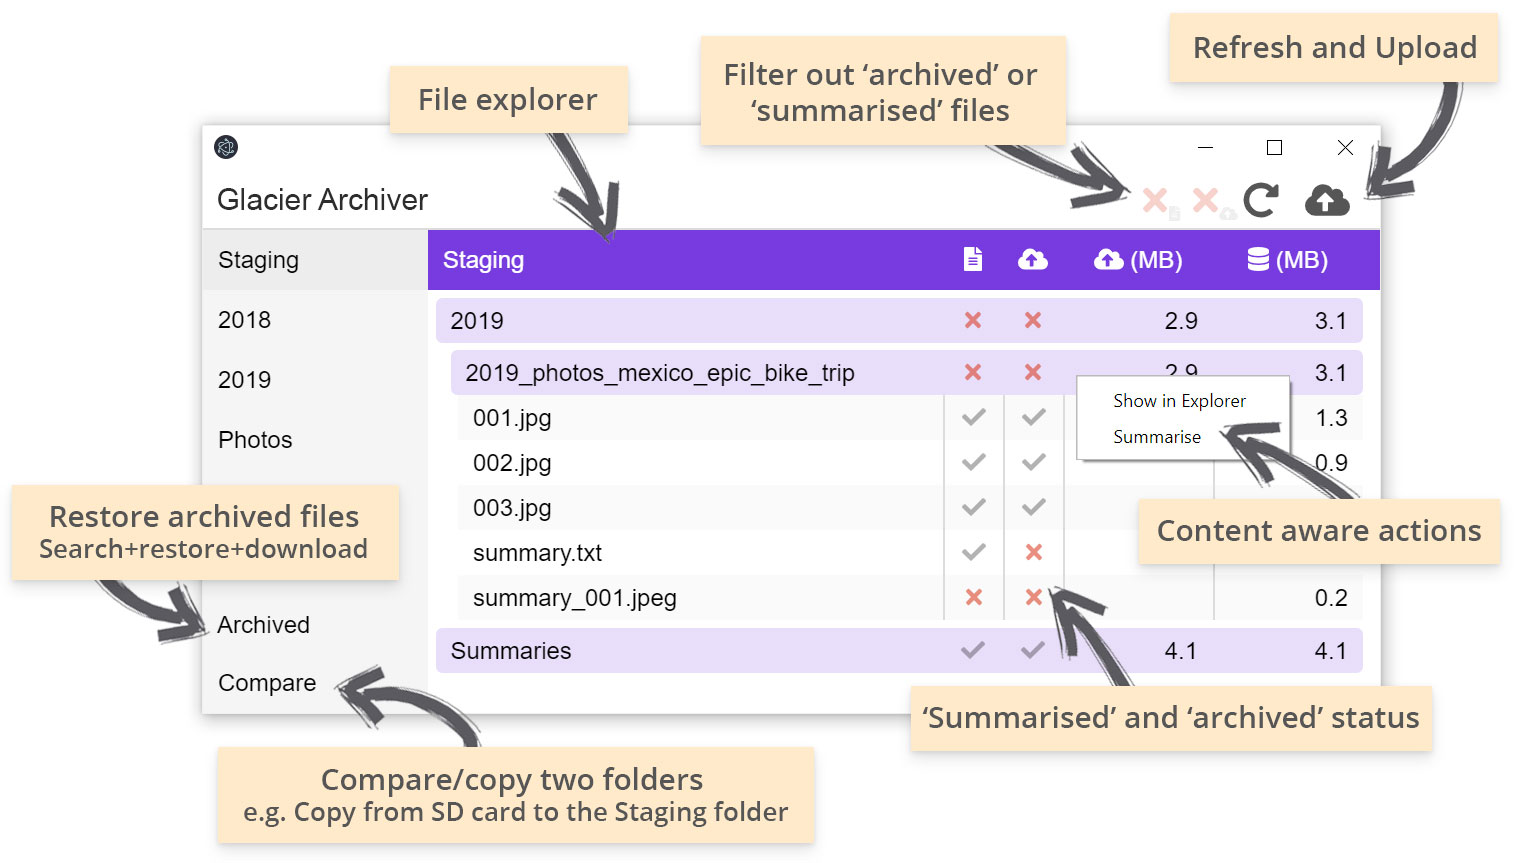 Refresh and Upload
Filter out ‘archived’ or
‘summarised’ files
File explorer
Glacier Archiver
Staging
2018
2019
Photos
Restore archived files
Search+restore+download
Archived
Compare
Staging (MB) (MB)
2019 2.9 3.1
2019_photos_mexico_epic_bike_trip 2.9 3.1
001.jpg 1.3
002.jpg 0.9
003.jpg
summary.txt
summary_001.jpeg 0.2
Summaries 4.1 4.1
Show in Explorer
Summarise
Content aware actions
‘Summarised’ and ‘archived’ status
Compare/copy two folders
e.g. Copy from SD card to the Staging folder